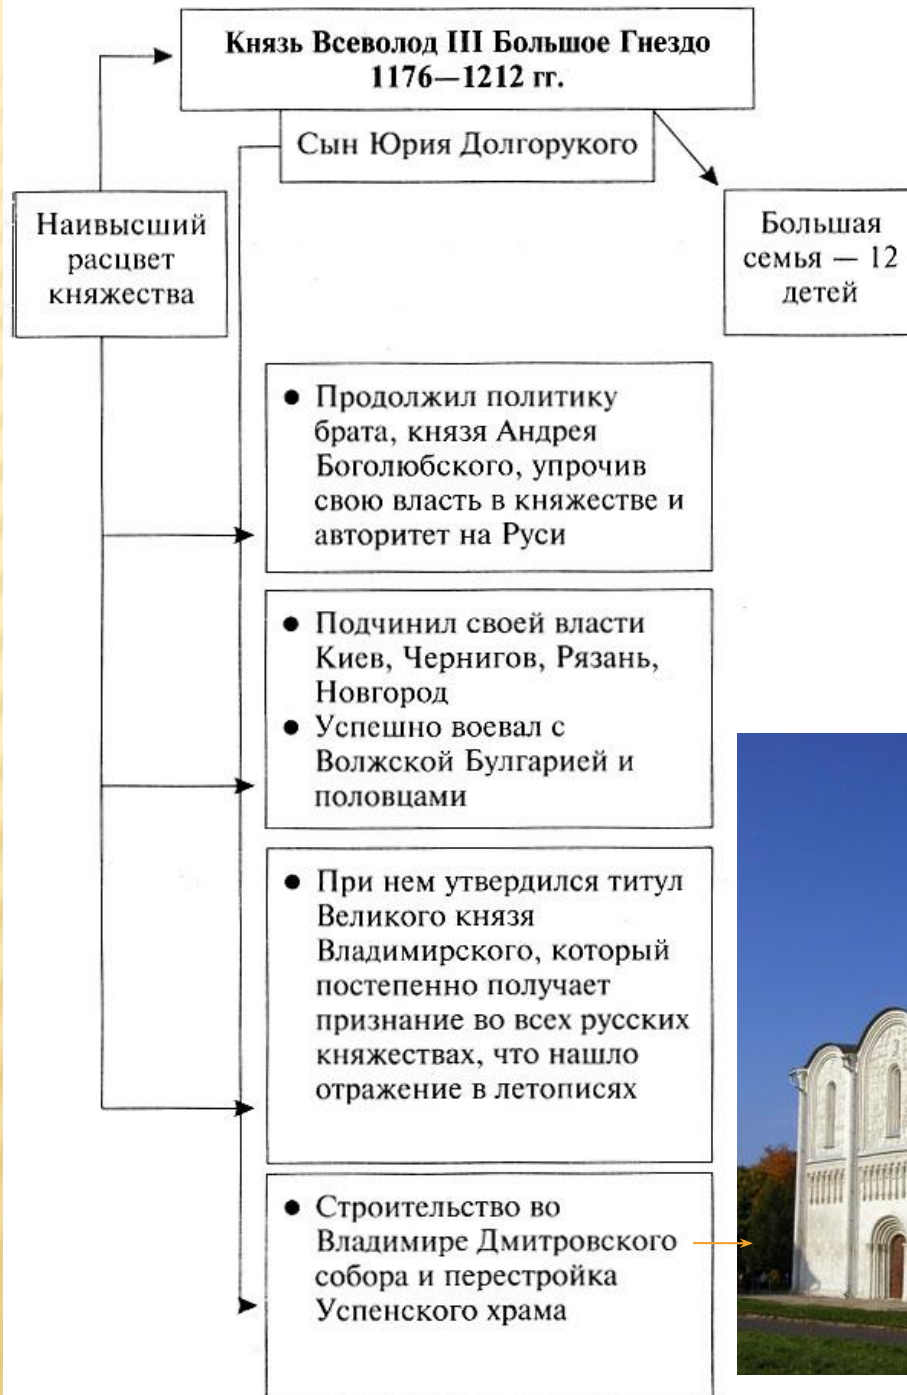 Князь Всеволод III Большое Гнездо
1176—1212 гг.
Сын Юрия Долгорукого
Наивысший
расцвет
княжества
Большая
семья — 12
детей
● Продолжил политику
брата, князя Андрея
Боголюбского, упрочив
свою власть в княжестве и
авторитет на Руси
● Подчинил своей власти
Киев, Чернигов, Рязань,
Новгород
● Успешно воевал с
Волжской Булгарией и
половцами
● При нем утвердился титул
Великого князя
Владимирского, который
постепенно получает
признание во всех русских
княжествах, что нашло
отражение в летописях
● Строительство во
Владимире Дмитровского
собора и перестройка
Успенского храма